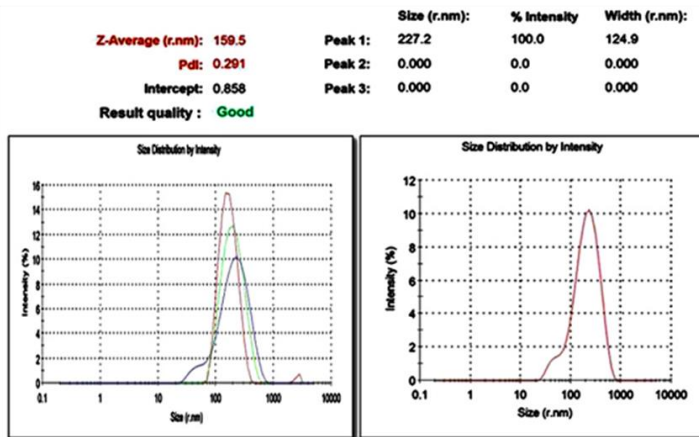 Size (r.nm): % Intensity Width (r.nm):
Z-Average (r.nm): 159.5 Peak 1: 227.2 100.0 124.9
PdI: 0.291 Peak 2: 0.000 0.0 0.000
Intercept: 0.858 Peak 3: 0.000 0.0 0.000
Result quality : Good
Size Distribution by Intensity
Intensity (%)
16
14
12
10
8
6
4
2
0
0.1 1 10 100 1000 10000
Size (r.nm)
Size Distribution by Intensity
Intensity (%)
12
10
8
6
4
2
0
0.1 1 10 100 1000 10000
Size (r.nm)